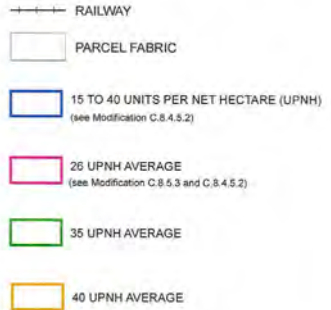 RAILWAY
PARCEL FABRIC
15 TO 40 UNITS PER NET HECTARE (UPNH)
(see Modification C.8.4.5.2)
26 UPNH AVERAGE
(see Modification C.8.5.3 and C.8.4.5.2)
35 UPNH AVERAGE
40 UPNH AVERAGE